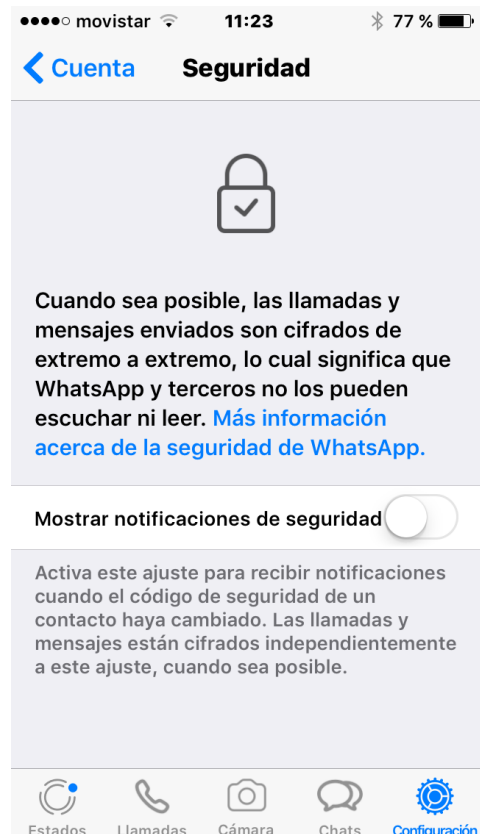 movistar 11:23 77 %
Cuenta Seguridad
Cuando sea posible, las llamadas y
mensajes enviados son cifrados de
extremo a extremo, lo cual significa que
WhatsApp y terceros no los pueden
escuchar ni leer. Más información
acerca de la seguridad de WhatsApp.
Mostrar notificaciones de seguridad
Activa este ajuste para recibir notificaciones
cuando el código de seguridad de un
contacto haya cambiado. Las llamadas y
mensajes están cifrados independientemente
a este ajuste, cuando sea posible.
Estados Llamadas Cámara Chats Configuración